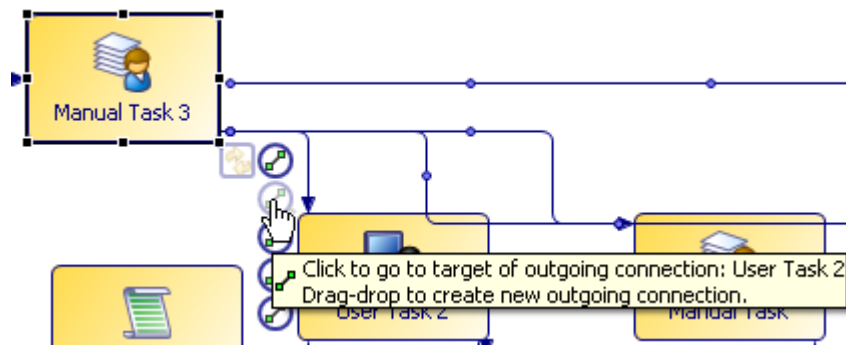 Manual Task 3
Click to go to target of outgoing connection: User Task 2
Drag-drop to create new outgoing connection.
User Task 2
Manual Task